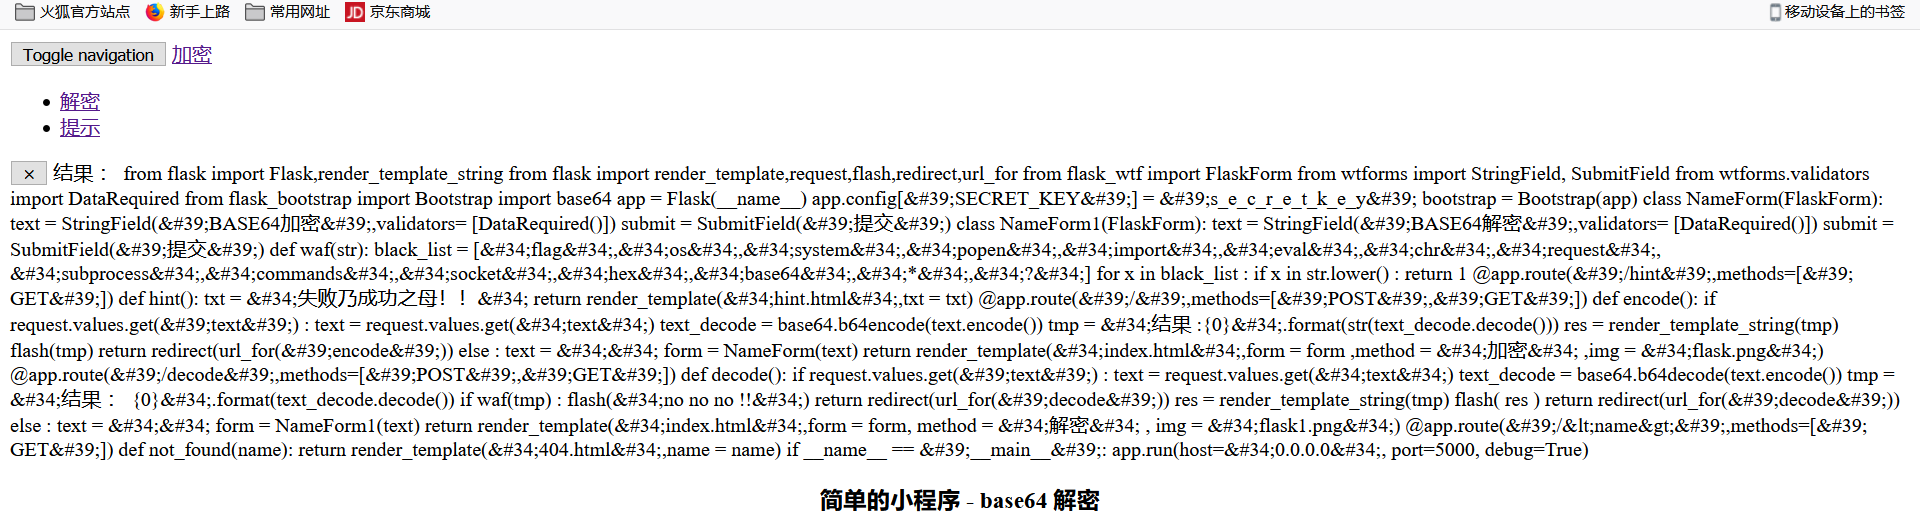 火狐官方站点 新手上路 常用网址 JD 京东商城 移动设备上的书签
Toggle navigation 加密
• 解密
• 提示
× 结果： from flask import Flask,render_template_string from flask import render_template,request,flash,redirect,url_for from flask_wtf import FlaskForm from wtforms import StringField, SubmitField from wtforms.validators
import DataRequired from flask_bootstrap import Bootstrap import base64 app = Flask(__name__) app.config[&#39;SECRET_KEY&#39;] = &#39;s_e_c_r_e_t_k_e_y&#39; bootstrap = Bootstrap(app) class NameForm(FlaskForm):
text = StringField(&#39;BASE64加密&#39;,validators= [DataRequired()]) submit = SubmitField(&#39;提交&#39;) class NameForm1(FlaskForm): text = StringField(&#39;BASE64解密&#39;,validators= [DataRequired()]) submit =
SubmitField(&#39;提交&#39;) def waf(str): black_list = [&#34;flag&#34;,&#34;os&#34;,&#34;system&#34;,&#34;popen&#34;,&#34;import&#34;,&#34;eval&#34;,&#34;chr&#34;,&#34;request&#34;,
&#34;subprocess&#34;,&#34;commands&#34;,&#34;socket&#34;,&#34;hex&#34;,&#34;base64&#34;,&#34;*&#34;,&#34;?&#34;] for x in black_list : if x in str.lower() : return 1 @app.route(&#39;/hint&#39;,methods=[&#39;
GET&#39;]) def hint(): txt = &#34;失败乃成功之母！！&#34; return render_template(&#34;hint.html&#34;,txt = txt) @app.route(&#39;/&#39;,methods=[&#39;POST&#39;,&#39;GET&#39;]) def encode(): if
request.values.get(&#39;text&#39;) : text = request.values.get(&#34;text&#34;) text_decode = base64.b64encode(text.encode()) tmp = &#34;结果 :{0}&#34;.format(str(text_decode.decode())) res = render_template_string(tmp)
flash(tmp) return redirect(url_for(&#39;encode&#39;)) else : text = &#34;&#34; form = NameForm(text) return render_template(&#34;index.html&#34;,form = form ,method = &#34;加密&#34; ,img = &#34;flask.png&#34;)
@app.route(&#39;/decode&#39;,methods=[&#39;POST&#39;,&#39;GET&#39;]) def decode(): if request.values.get(&#39;text&#39;) : text = request.values.get(&#34;text&#34;) text_decode = base64.b64decode(text.encode()) tmp =
&#34;结果： {0}&#34;.format(text_decode.decode()) if waf(tmp) : flash(&#34;no no no !!&#34;) return redirect(url_for(&#39;decode&#39;)) res = render_template_string(tmp) flash( res ) return redirect(url_for(&#39;decode&#39;))
else : text = &#34;&#34; form = NameForm1(text) return render_template(&#34;index.html&#34;,form = form, method = &#34;解密&#34; , img = &#34;flask1.png&#34;) @app.route(&#39;/&lt;name&gt;&#39;,methods=[&#39;
GET&#39;]) def not_found(name): return render_template(&#34;404.html&#34;,name = name) if __name__ == &#39;__main__&#39;: app.run(host=&#34;0.0.0.0&#34;, port=5000, debug=True)
简单的小程序 - base64 解密